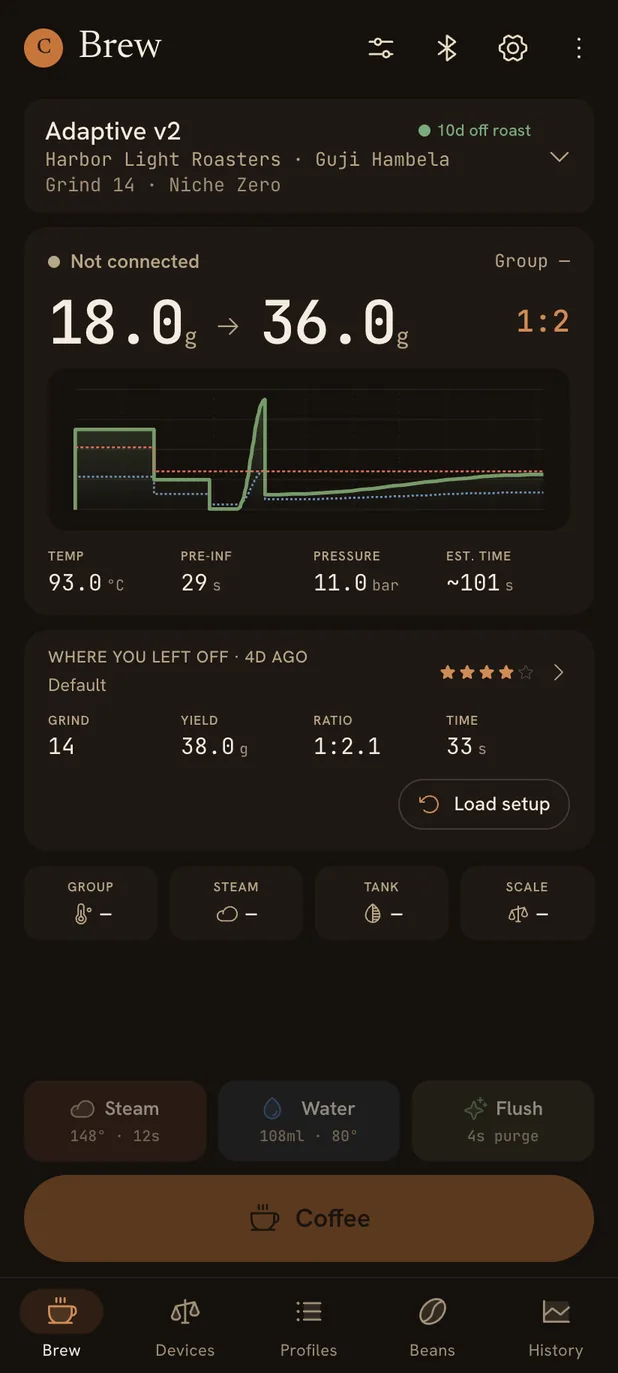 C Brew
Adaptive v2
10d off roast
Harbor Light Roasters · Guji Hambela
Grind 14 · Niche Zero
Not connected
Group —
18.0g → 36.0g
1:2
TEMP PRE-INF PRESSURE EST. TIME
93.0 °C 29 s 11.0 bar ~101 s
WHERE YOU LEFT OFF · 4D AGO
Default
GRIND YIELD RATIO TIME
14 38.0 g 1:2.1 33 s
Load setup
GROUP STEAM TANK SCALE
— — — —
Steam Water Flush
148° · 12s 108ml · 80° 4s purge
Coffee
Brew Devices Profiles Beans History